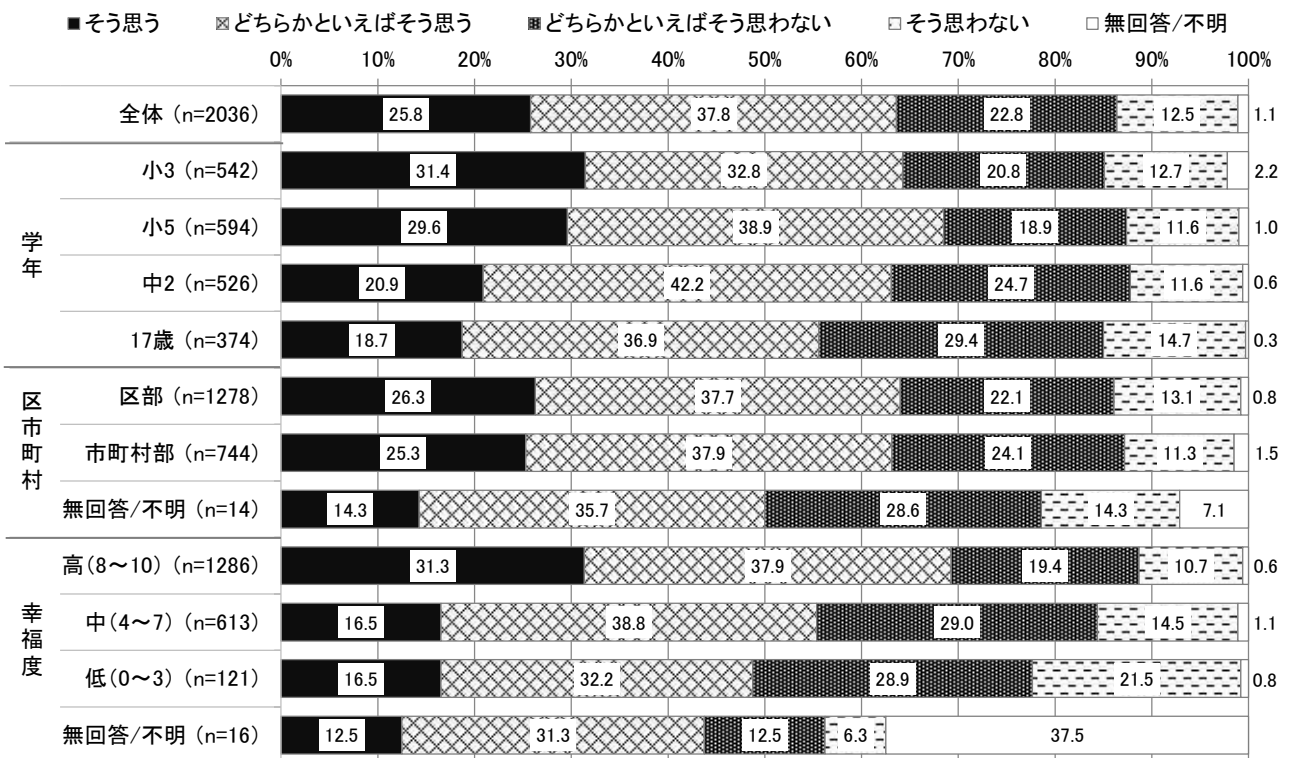 ■そう思う ☒どちらかといえばそう思う ▩どちらかといえばそう思わない □そう思わない □無回答/不明
0% 10% 20% 30% 40% 50% 60% 70% 80% 90% 100%
全体（n=2036） 25.8 37.8 22.8 12.5 1.1
学年
小3（n=542） 31.4 32.8 20.8 12.7 2.2
小5（n=594） 29.6 38.9 18.9 11.6 1.0
中2（n=526） 20.9 42.2 24.7 11.6 0.6
17歳（n=374） 18.7 36.9 29.4 14.7 0.3
区市町村
区部（n=1278） 26.3 37.7 22.1 13.1 0.8
市町村部（n=744） 25.3 37.9 24.1 11.3 1.5
無回答/不明（n=14） 14.3 35.7 28.6 14.3 7.1
幸福度
高（8～10）（n=1286） 31.3 37.9 19.4 10.7 0.6
中（4～7）（n=613） 16.5 38.8 29.0 14.5 1.1
低（0～3）（n=121） 16.5 32.2 28.9 21.5 0.8
無回答/不明（n=16） 12.5 31.3 12.5 6.3 37.5